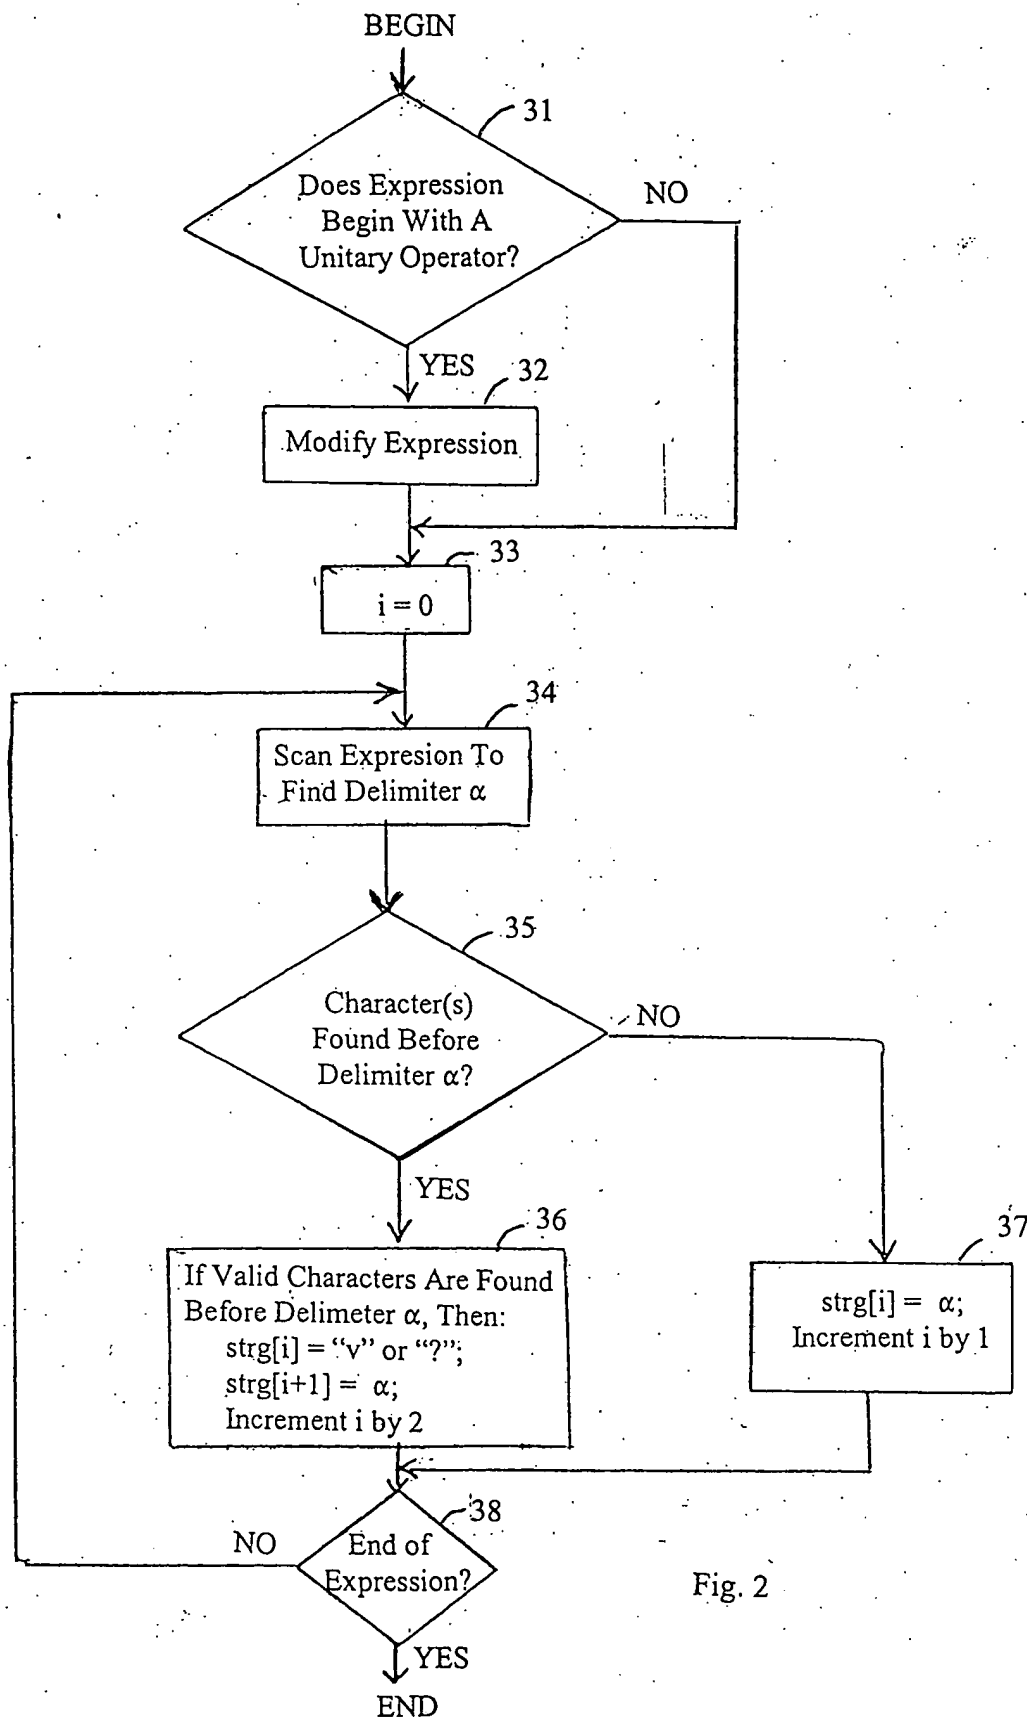 BEGIN
31
Does Expression
Begin With A
Unitary Operator?
NO
YES
32
Modify Expression
33
i = 0
34
Scan Expresion To
Find Delimiter α
35
Character(s)
Found Before
Delimiter α?
NO
YES
36
If Valid Characters Are Found
Before Delimeter α, Then:
strg[i] = “v” or “?”;
strg[i+1] = α;
Increment i by 2
37
strg[i] = α;
Increment i by 1
38
End of
Expression?
NO
YES
END
Fig. 2